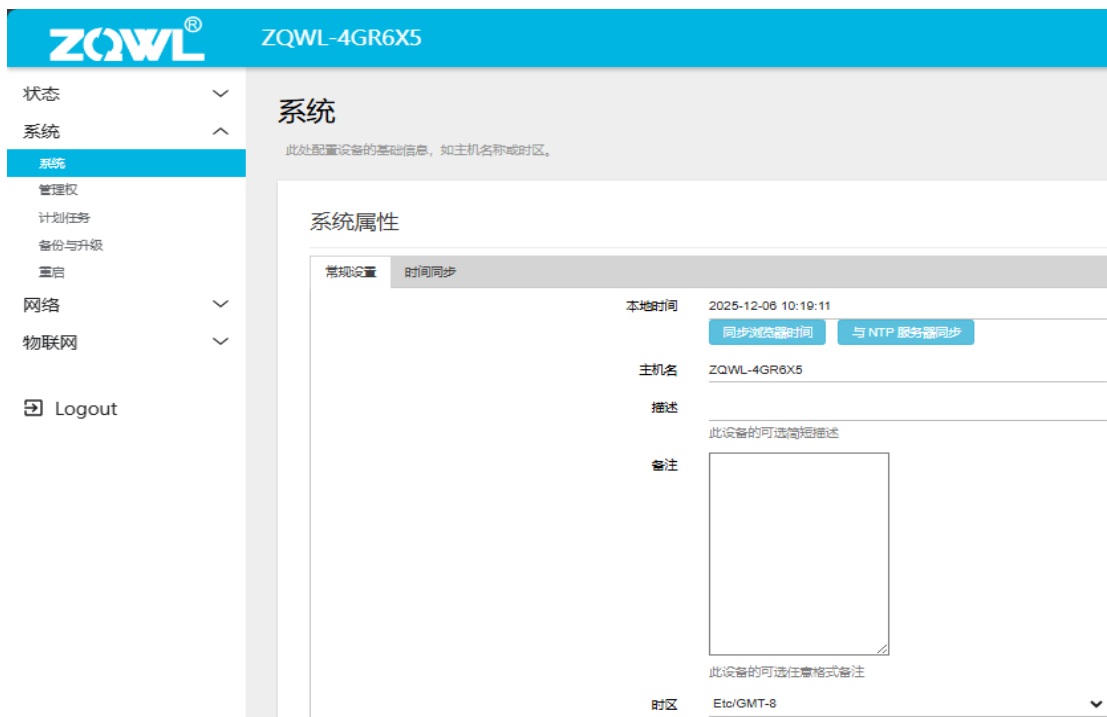 ZQWL®
ZQWL-4GR6X5
状态
系统
系统
管理权
计划任务
备份与升级
重启
网络
物联网
Logout
系统
此处配置设备的基础信息，如主机名称或时区。
系统属性
常规设置 时间同步
本地时间 2025-12-06 10:19:11
同步浏览器时间 与 NTP 服务器同步
主机名 ZQWL-4GR6X5
描述
此设备的可选简短描述
备注
此设备的可选任意格式备注
时区 Etc/GMT-8